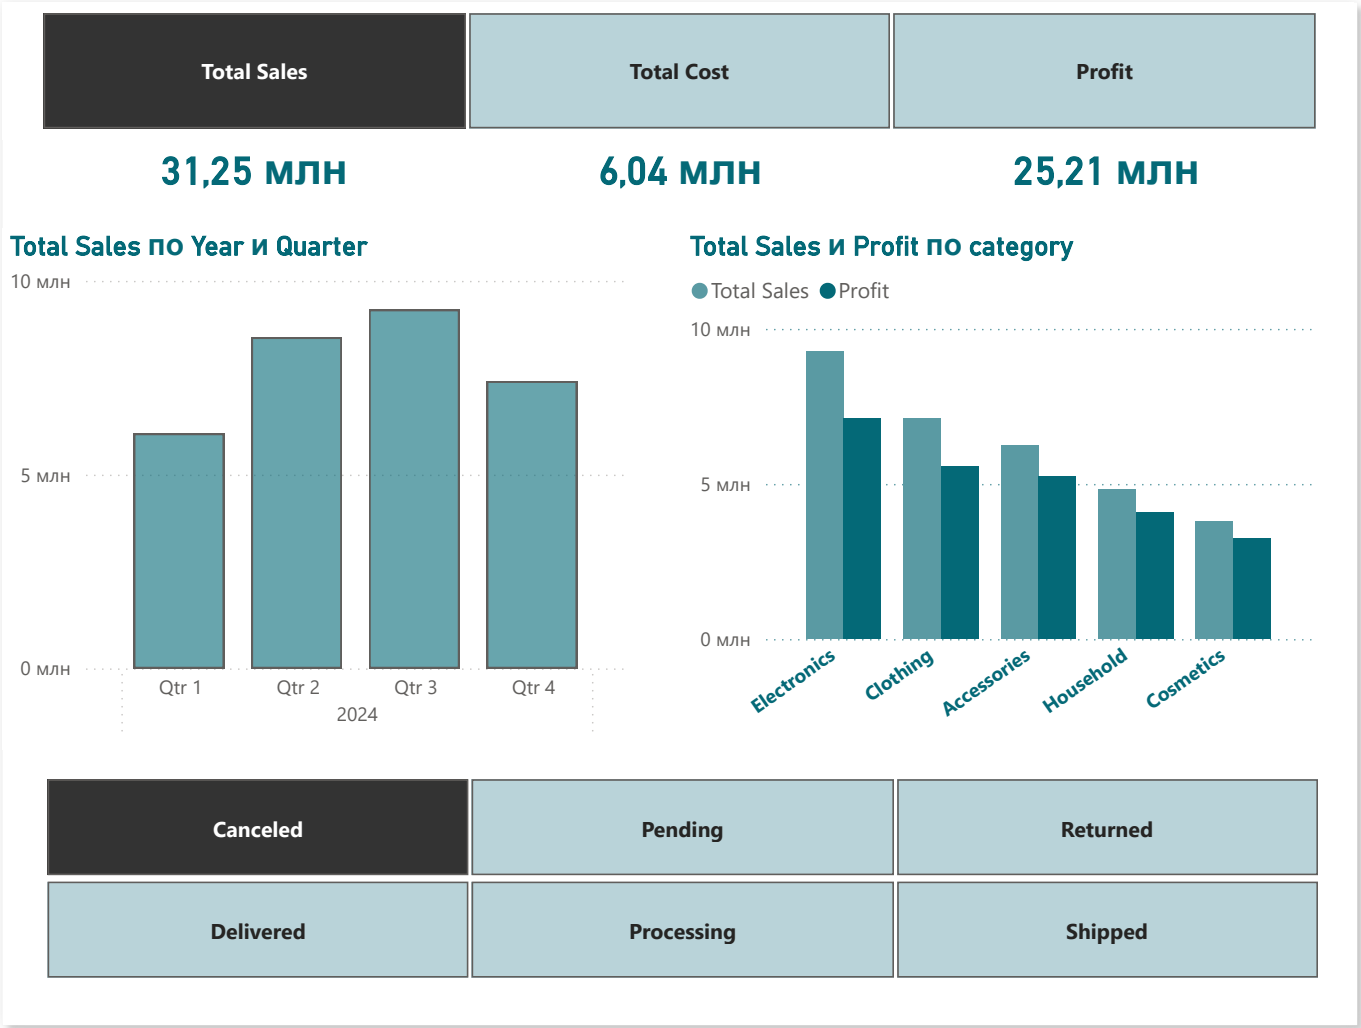 Total Sales
Total Cost
Profit
31,25 млн
6,04 млн
25,21 млн
Total Sales по Year и Quarter
10 млн
5 млн
0 млн
Qtr 1
Qtr 2
Qtr 3
Qtr 4
2024
Total Sales и Profit по category
Total Sales Profit
10 млн
5 млн
0 млн
Electronics
Clothing
Accessories
Household
Cosmetics
Canceled
Pending
Returned
Delivered
Processing
Shipped